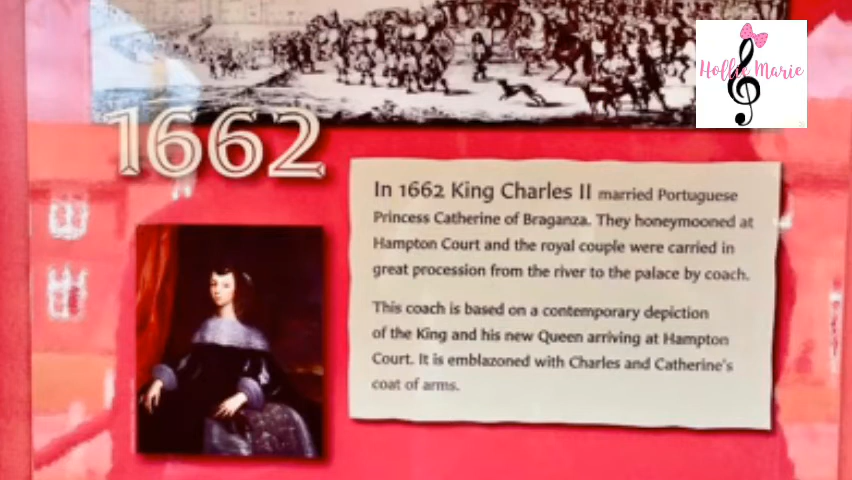 Hollie Marie
1662
In 1662 King Charles II married Portuguese
Princess Catherine of Braganza. They honeymooned at
Hampton Court and the royal couple were carried in
great procession from the river to the palace by coach.
This coach is based on a contemporary depiction
of the King and his new Queen arriving at Hampton
Court. It is emblazoned with Charles and Catherine's
coat of arms.